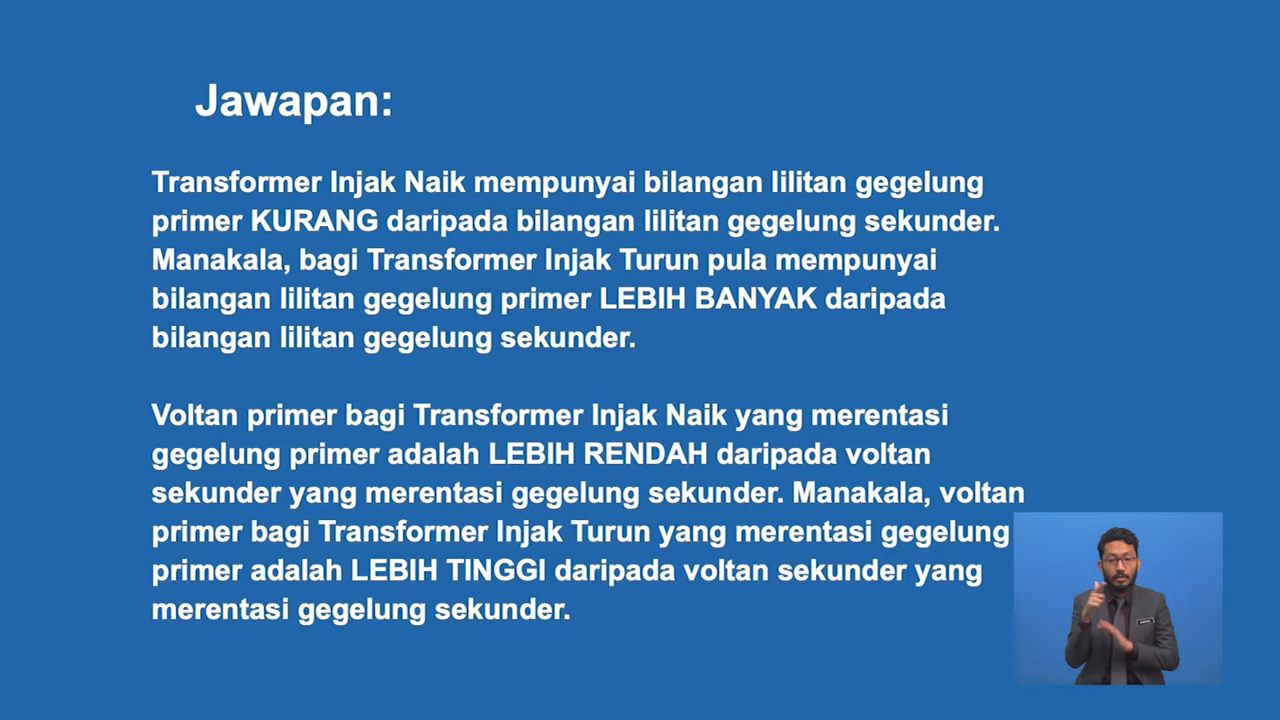 Jawapan:
Transformer Injak Naik mempunyai bilangan lilitan gegelung
primer KURANG daripada bilangan lilitan gegelung sekunder.
Manakala, bagi Transformer Injak Turun pula mempunyai
bilangan lilitan gegelung primer LEBIH BANYAK daripada
bilangan lilitan gegelung sekunder.
Voltan primer bagi Transformer Injak Naik yang merentasi
gegelung primer adalah LEBIH RENDAH daripada voltan
sekunder yang merentasi gegelung sekunder. Manakala, voltan
primer bagi Transformer Injak Turun yang merentasi gegelung
primer adalah LEBIH TINGGI daripada voltan sekunder yang
merentasi gegelung sekunder.